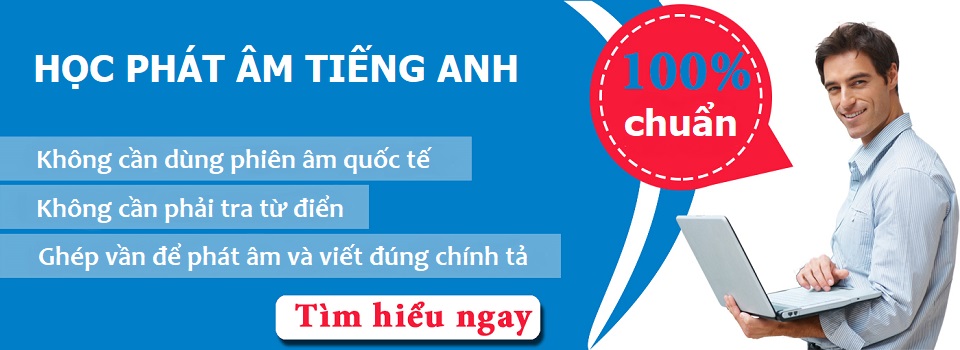 HỌC PHÁT ÂM TIẾNG ANH
100%
chuẩn
Không cần dùng phiên âm quốc tế
Không cần phải tra từ điển
Ghép vần để phát âm và viết đúng chính tả
Tìm hiểu ngay